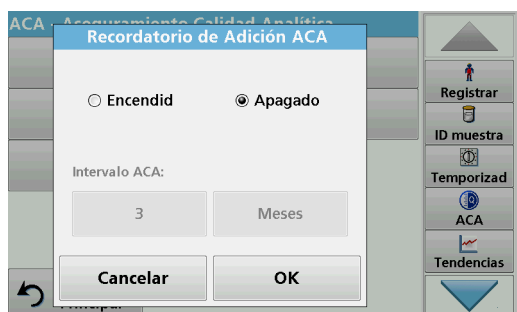 ACA - Aseguramiento Calidad Analítica
Recordatorio de Adición ACA
Encendid
Apagado
Intervalo ACA:
3
Meses
Cancelar
OK
Principal
Registrar
ID muestra
Temporizad
ACA
Tendencias